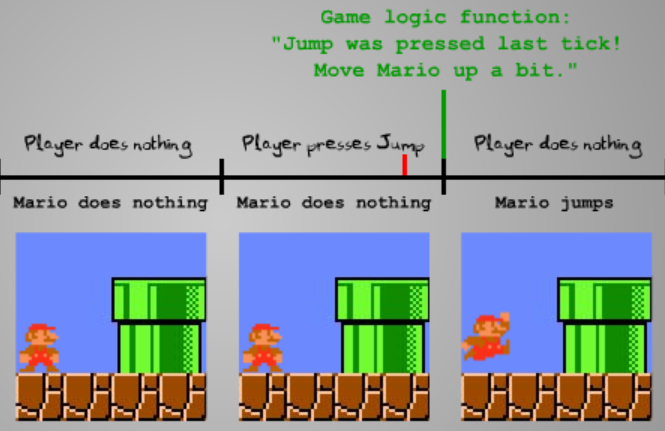 Game logic function:
"Jump was pressed last tick!
Move Mario up a bit."
Player does nothing
Player presses Jump
Player does nothing
Mario does nothing
Mario does nothing
Mario jumps